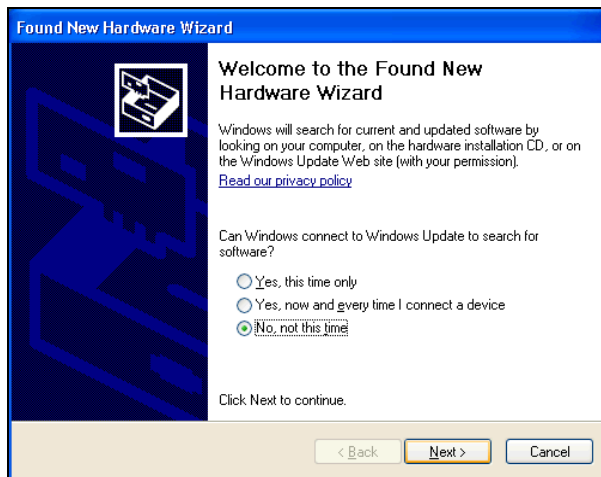 Found New Hardware Wizard
Welcome to the Found New
Hardware Wizard
Windows will search for current and updated software by
looking on your computer, on the hardware installation CD, or on
the Windows Update Web site (with your permission).
Read our privacy policy
Can Windows connect to Windows Update to search for
software?
Yes, this time only
Yes, now and every time I connect a device
No, not this time
Click Next to continue.
< Back
Next >
Cancel